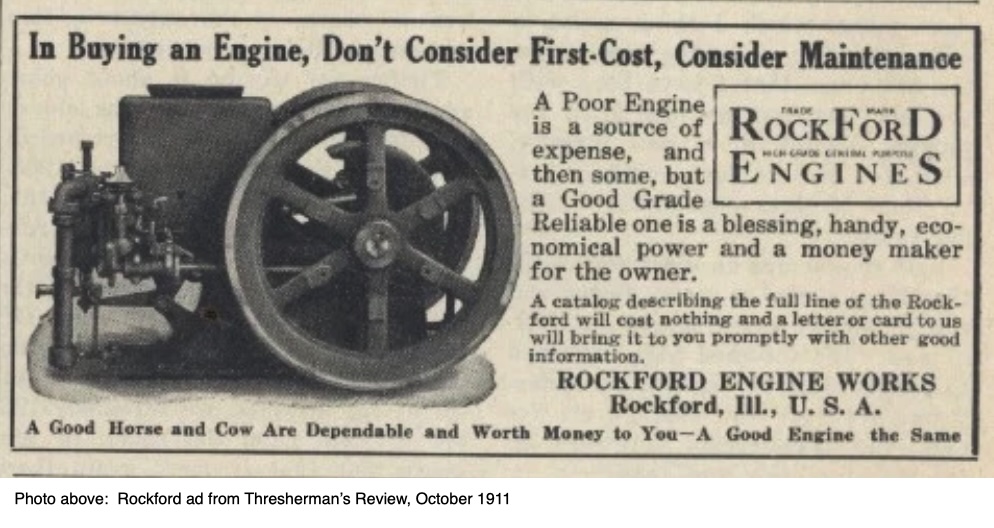 In Buying an Engine, Don't Consider First-Cost, Consider Maintenance
A Poor Engine
is a source of
expense, and
then some, but
a Good Grade
Reliable one is a blessing, handy, eco-
nomical power and a money maker
for the owner.
TRADE MARK
ROCKFORD
HIGH-GRADE GENERAL PURPOSE
ENGINES
A catalog describing the full line of the Rock-
ford will cost nothing and a letter or card to us
will bring it to you promptly with other good
information.
ROCKFORD ENGINE WORKS
Rockford, Ill., U. S. A.
A Good Horse and Cow Are Dependable and Worth Money to You—A Good Engine the Same
Photo above: Rockford ad from Thresherman's Review, October 1911